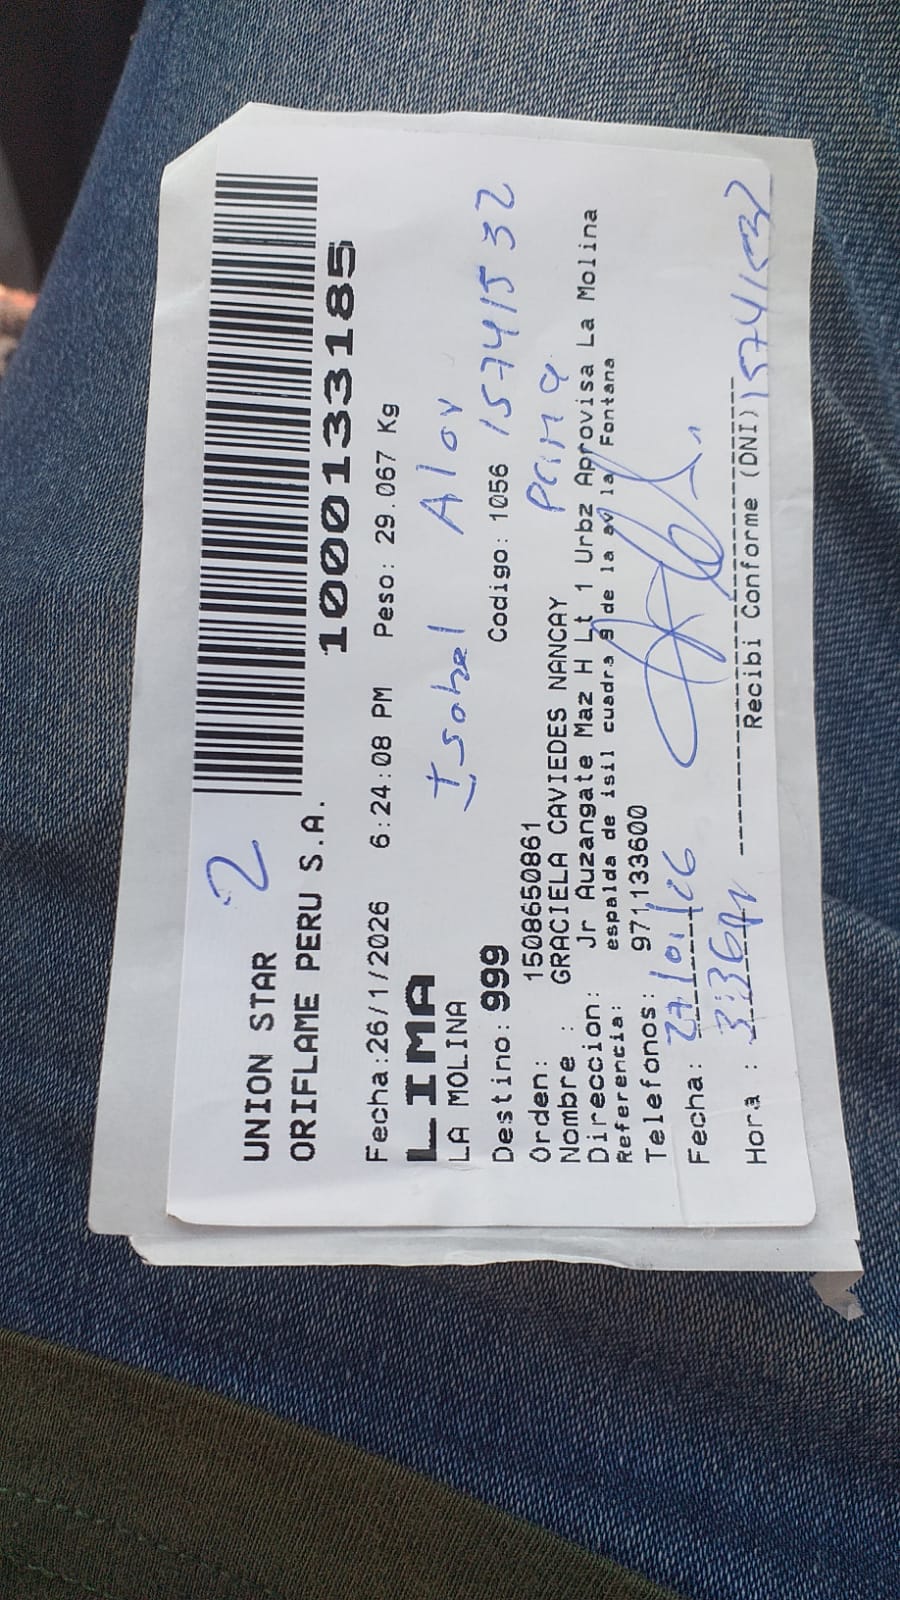 2
UNION STAR
ORIFLAME PERU S.A.
1000133185
Fecha:26/1/2026 6:24:08 PM Peso: 29.067 Kg
LIMA
Isabel Alor
LA MOLINA
15741532
Destino:999 Codigo: 1056
Orden: 1508650861
Prima
Nombre : GRACIELA CAVIEDES NANCAY
Direccion: Jr Auzangate Maz H Lt 1 Urbz Aprovisa La Molina
Referencia: espalda de isil cuadra 9 de la av la Fontana
Telefonos: 971133600
Fecha: 27/01/26
Hora : 3:36
Recibi Conforme (DNI) 15741532